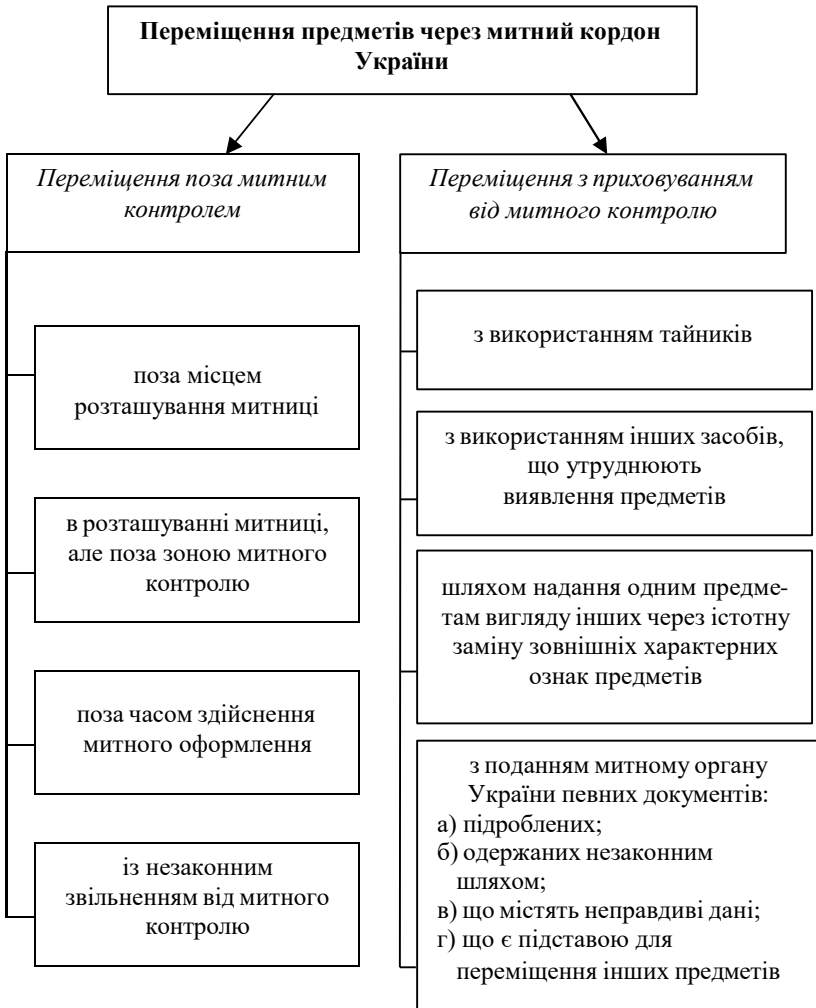 Переміщення предметів через митний кордон
України
Переміщення поза митним
контролем
поза місцем
розташування митниці
в розташуванні митниці,
але поза зоною митного
контролю
поза часом здійснення
митного оформлення
із незаконним
звільненням від митного
контролю
Переміщення з приховуванням
від митного контролю
з використанням тайників
з використанням інших засобів,
що утруднюють
виявлення предметів
шляхом надання одним предме-
там вигляду інших через істотну
заміну зовнішніх характерних
ознак предметів
з поданням митному органу
України певних документів:
а) підроблених;
б) одержаних незаконним
шляхом;
в) що містять неправдиві дані;
г) що є підставою для
переміщення інших предметів